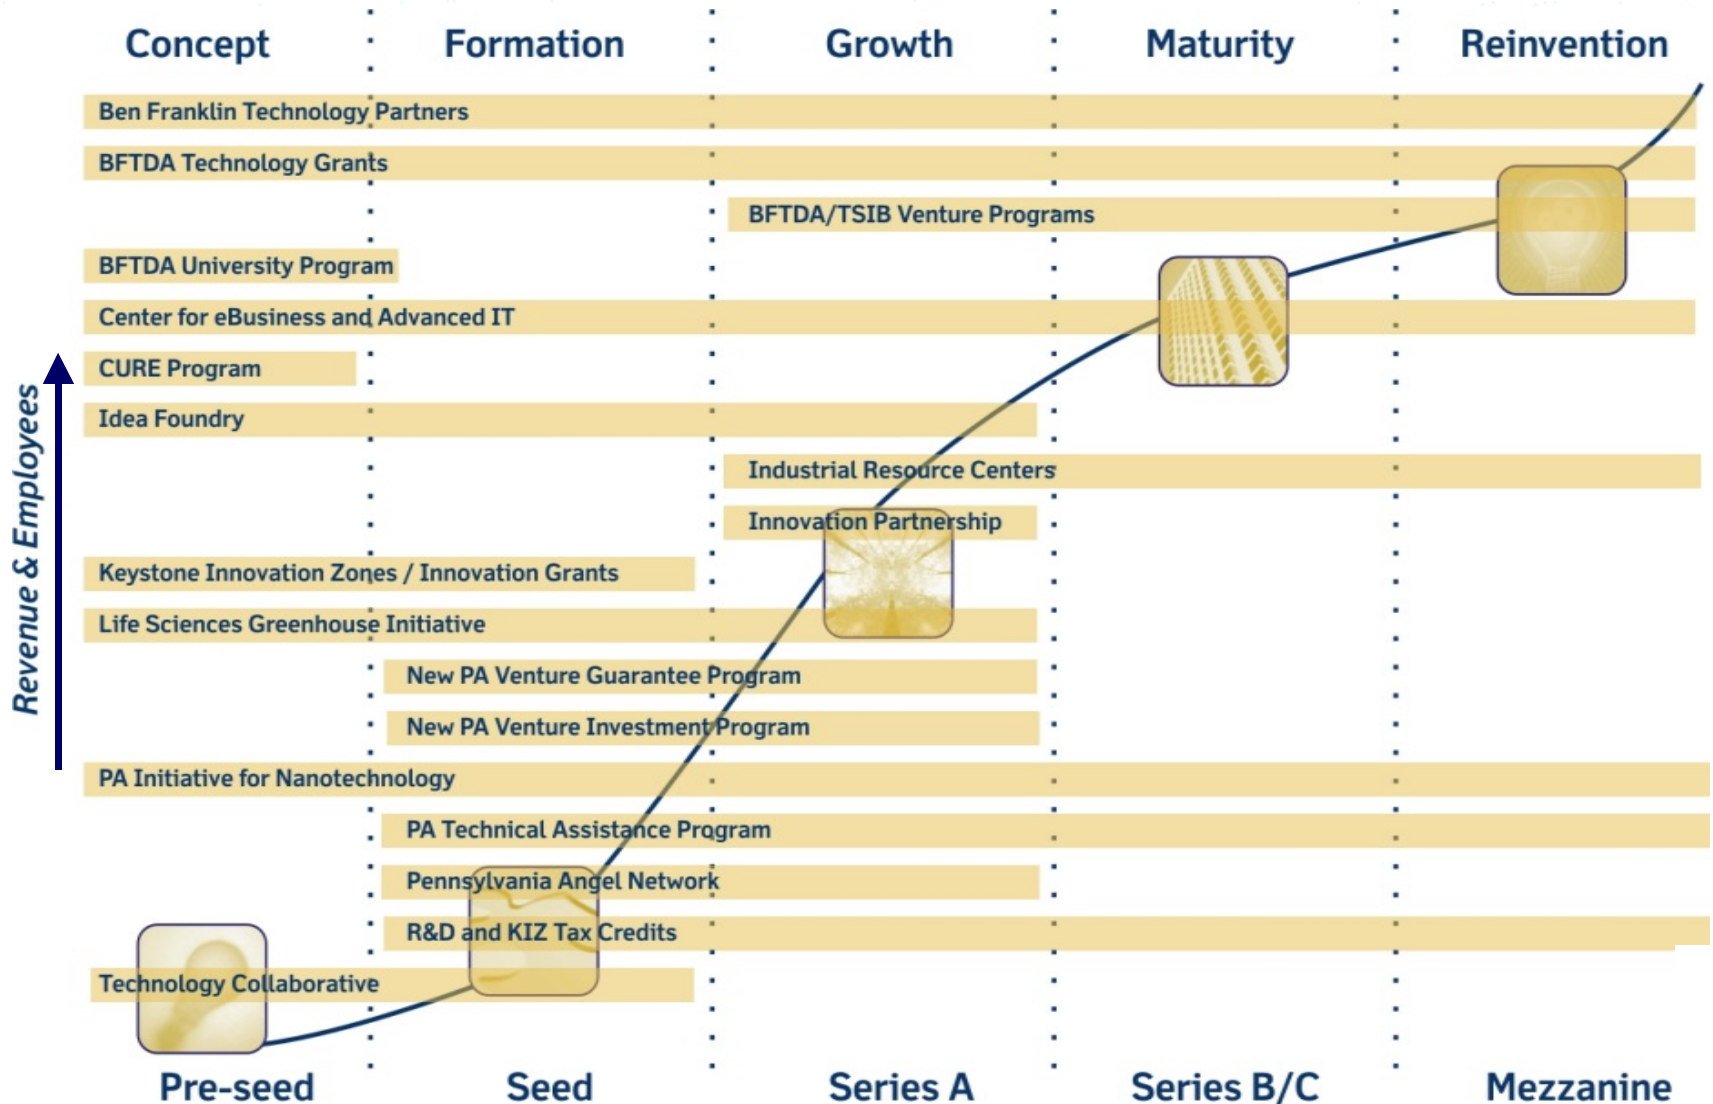 Concept Formation Growth Maturity Reinvention
Ben Franklin Technology Partners
BFTDA Technology Grants
BFTDA/TSIB Venture Programs
BFTDA University Program
Center for eBusiness and Advanced IT
CURE Program
Idea Foundry
Industrial Resource Centers
Innovation Partnership
Keystone Innovation Zones / Innovation Grants
Life Sciences Greenhouse Initiative
New PA Venture Guarantee Program
New PA Venture Investment Program
PA Initiative for Nanotechnology
PA Technical Assistance Program
Pennsylvania Angel Network
R&D and KIZ Tax Credits
Technology Collaborative
Revenue & Employees
Pre-seed Seed Series A Series B/C Mezzanine